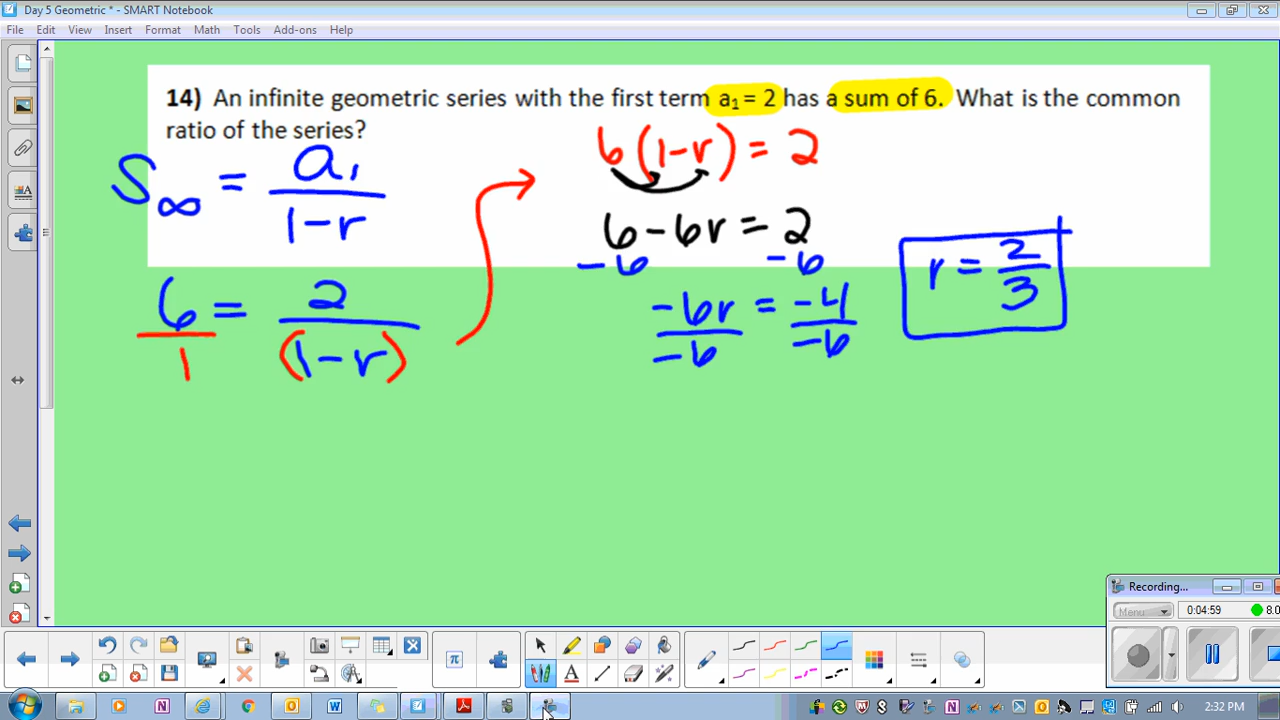 Day 5 Geometric * - SMART Notebook
File Edit View Insert Format Math Tools Add-ons Help
14) An infinite geometric series with the first term a₁ = 2 has a sum of 6. What is the common
ratio of the series?
S∞ = a₁/(1-r)
6/1 = 2/(1-r)
6(1-r) = 2
6-6r = 2
-6 -6
-6r/-6 = -4/-6
r = 2/3
Recording...
Menu 0:04:59 8.0
π
A
2:32 PM